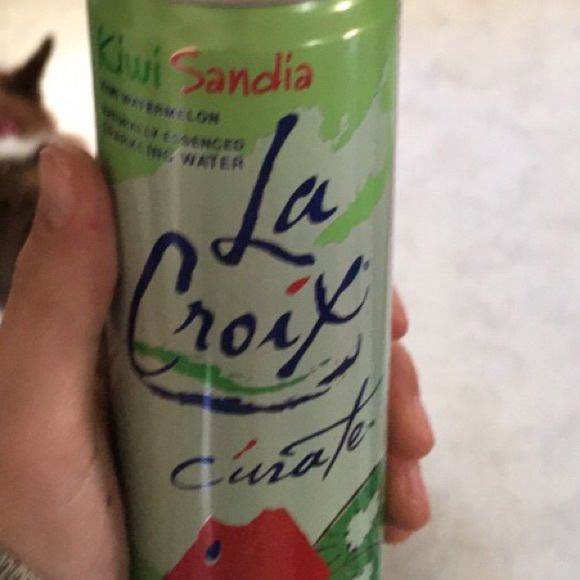 Kiwi Sandia
KIWI WATERMELON
NATURALLY ESSENCED
SPARKLING WATER
La
Croix
cúrate